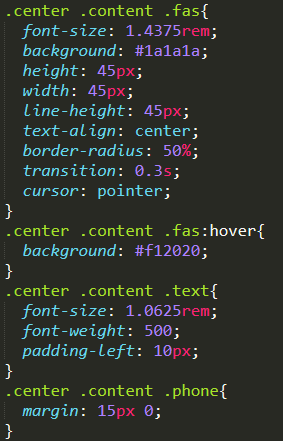 .center .content .fas{
  font-size: 1.4375rem;
  background: #1a1a1a;
  height: 45px;
  width: 45px;
  line-height: 45px;
  text-align: center;
  border-radius: 50%;
  transition: 0.3s;
  cursor: pointer;
}
.center .content .fas:hover{
  background: #f12020;
}
.center .content .text{
  font-size: 1.0625rem;
  font-weight: 500;
  padding-left: 10px;
}
.center .content .phone{
  margin: 15px 0;
}